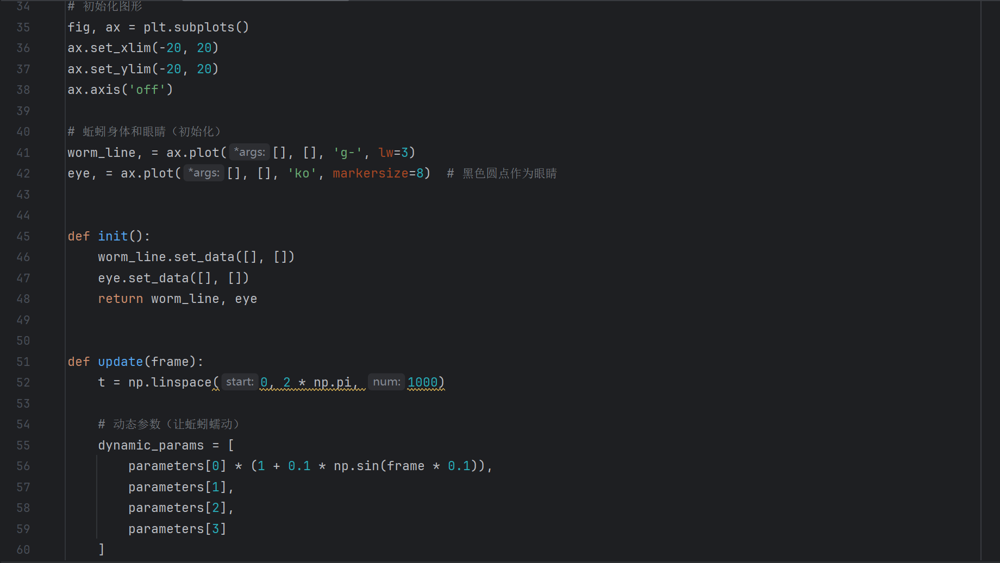 34 # 初始化图形
35 fig, ax = plt.subplots()
36 ax.set_xlim(-20, 20)
37 ax.set_ylim(-20, 20)
38 ax.axis('off')
39
40 # 蚯蚓身体和眼睛（初始化）
41 worm_line, = ax.plot( *args: [], [], 'g-', lw=3)
42 eye, = ax.plot( *args: [], [], 'ko', markersize=8)  # 黑色圆点作为眼睛
43
44
45 def init():
46     worm_line.set_data([], [])
47     eye.set_data([], [])
48     return worm_line, eye
49
50
51 def update(frame):
52     t = np.linspace( start: 0, 2 * np.pi,  num: 1000)
53
54     # 动态参数（让蚯蚓蠕动）
55     dynamic_params = [
56         parameters[0] * (1 + 0.1 * np.sin(frame * 0.1)),
57         parameters[1],
58         parameters[2],
59         parameters[3]
60     ]